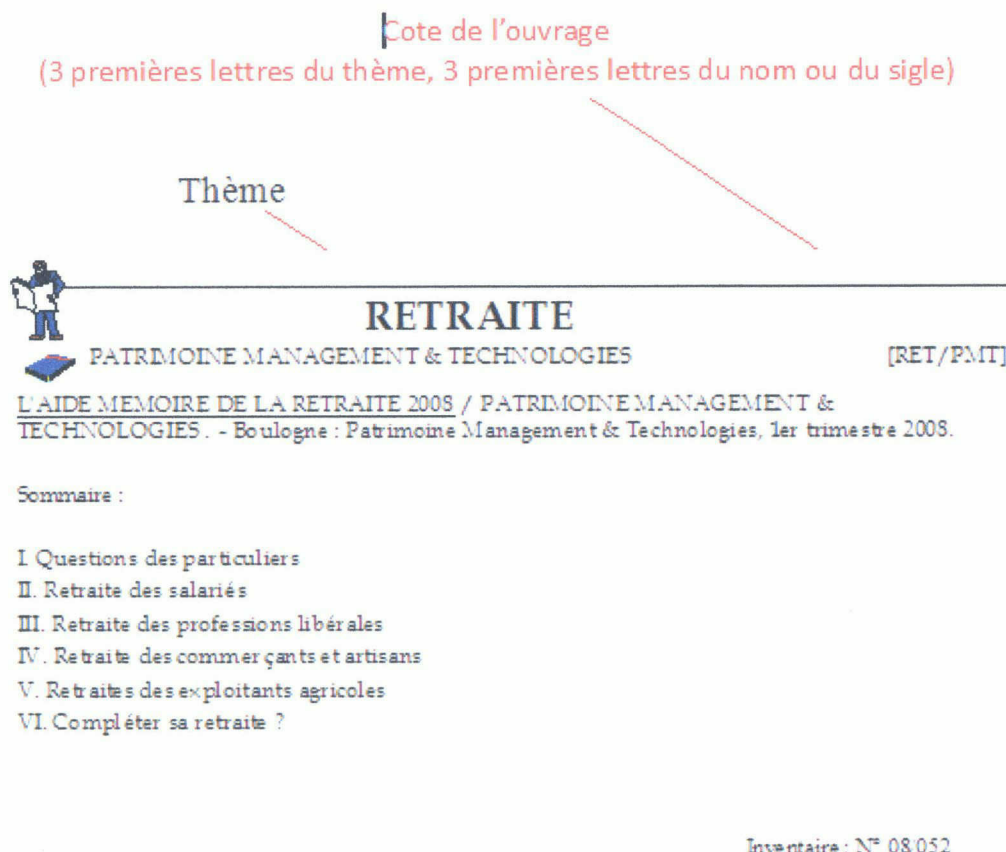 Cote de l'ouvrage
(3 premières lettres du thème, 3 premières lettres du nom ou du sigle)
Thème
RETRAITE
PATRIMOINE MANAGEMENT & TECHNOLOGIES [RET/PMT]
L'AIDE MEMOIRE DE LA RETRAITE 2008 / PATRIMOINE MANAGEMENT &
TECHNOLOGIES. - Boulogne : Patrimoine Management & Technologies, 1er trimestre 2008.
Sommaire :
I. Questions des particuliers
II. Retraite des salariés
III. Retraite des professions libérales
IV. Retraite des commerçants et artisans
V. Retraites des exploitants agricoles
VI. Compléter sa retraite ?
Inventaire : N° 08/052